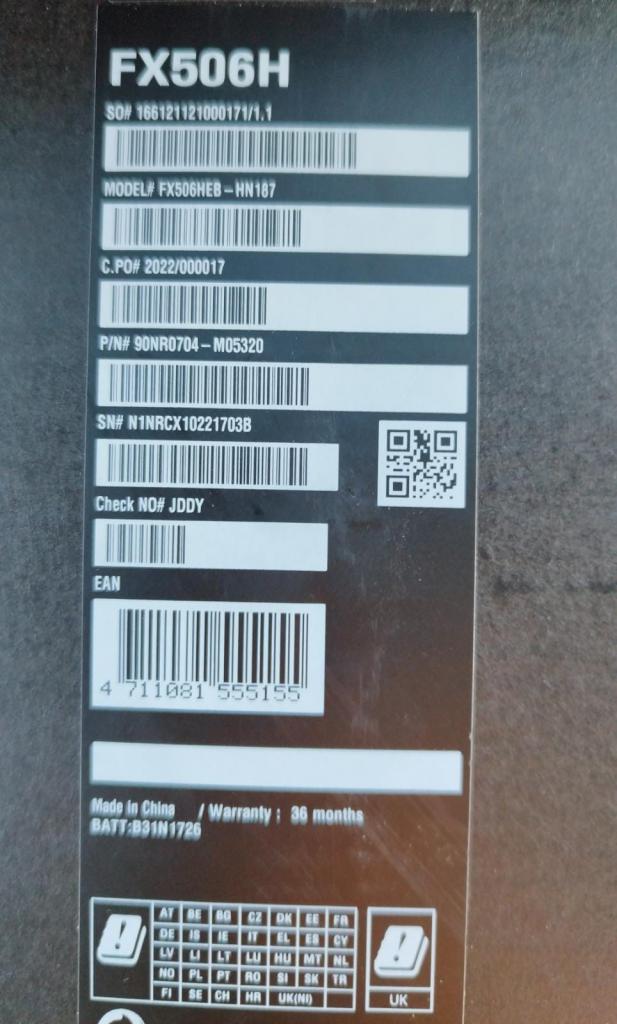 FX506H
SO# 166121121000171/1.1
MODEL# FX506HEB-HN187
C.PO# 2022/000017
P/N# 90NR0704-M05320
SN# N1NRCX10221703B
Check NO# JDDY
EAN
4 711081 555155
Made in China / Warranty : 36 months
BATT:B31N1726
AT BE BG CZ DK EE FR
DE IS IE IT EL ES CY
LV LI LT LU HU MT NL
NO PL PT RO SI SK TR
FI SE CH HR UK(NI)
UK